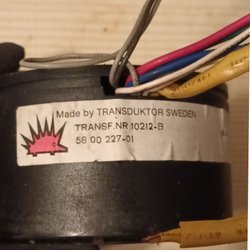 Made by TRANSDUKTOR SWEDEN
TRANSF.NR 10212-B
58 00 227-01